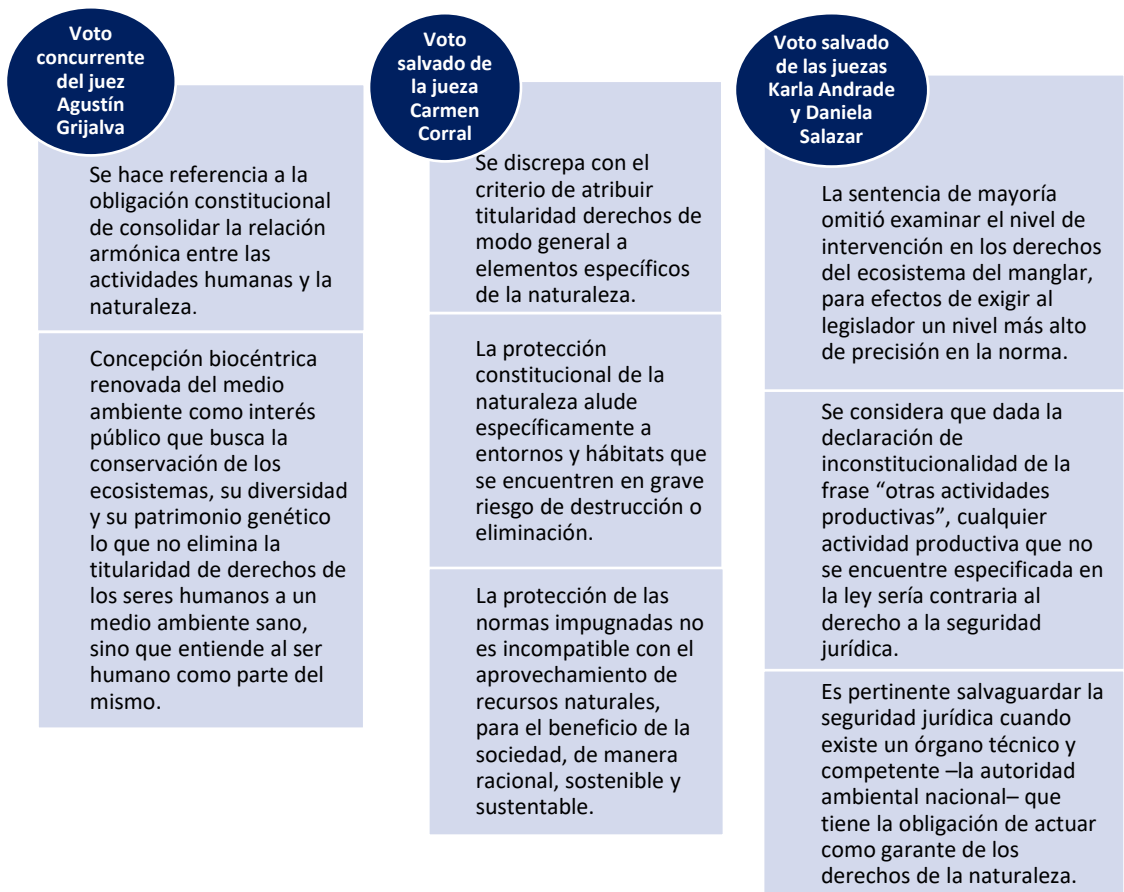 Voto
concurrente
del juez
Agustín
Grijalva
Se hace referencia a la
obligación constitucional
de consolidar la relación
armónica entre las
actividades humanas y la
naturaleza.
Concepción biocéntrica
renovada del medio
ambiente como interés
público que busca la
conservación de los
ecosistemas, su diversidad
y su patrimonio genético
lo que no elimina la
titularidad de derechos de
los seres humanos a un
medio ambiente sano,
sino que entiende al ser
humano como parte del
mismo.
Voto
salvado de
la jueza
Carmen
Corral
Se discrepa con el
criterio de atribuir
titularidad derechos de
modo general a
elementos específicos
de la naturaleza.
La protección
constitucional de la
naturaleza alude
específicamente a
entornos y hábitats que
se encuentren en grave
riesgo de destrucción o
eliminación.
La protección de las
normas impugnadas no
es incompatible con el
aprovechamiento de
recursos naturales,
para el beneficio de la
sociedad, de manera
racional, sostenible y
sustentable.
Voto salvado
de las juezas
Karla Andrade
y Daniela
Salazar
La sentencia de mayoría
omitió examinar el nivel de
intervención en los derechos
del ecosistema del manglar,
para efectos de exigir al
legislador un nivel más alto
de precisión en la norma.
Se considera que dada la
declaración de
inconstitucionalidad de la
frase “otras actividades
productivas”, cualquier
actividad productiva que no
se encuentre especificada en
la ley sería contraria al
derecho a la seguridad
jurídica.
Es pertinente salvaguardar la
seguridad jurídica cuando
existe un órgano técnico y
competente –la autoridad
ambiental nacional– que
tiene la obligación de actuar
como garante de los
derechos de la naturaleza.